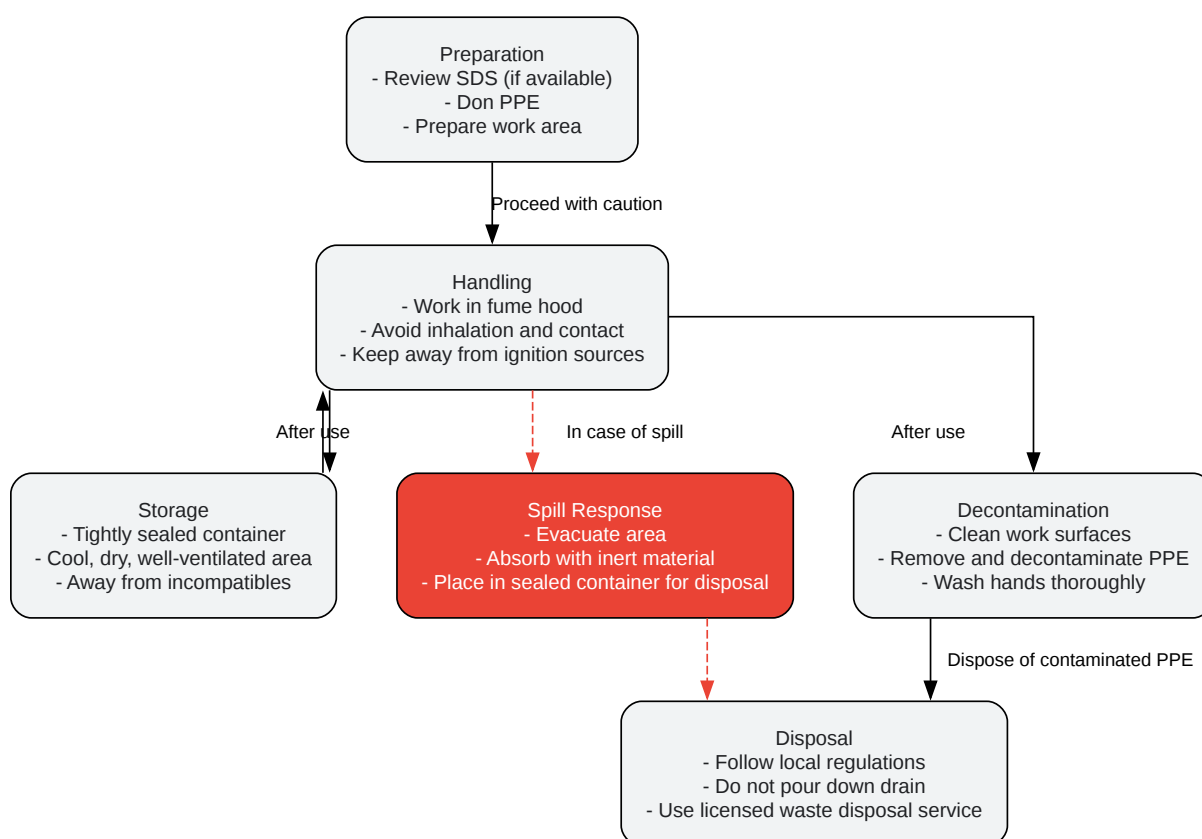 Preparation
- Review SDS (if available)
- Don PPE
- Prepare work area
Proceed with caution
Handling
- Work in fume hood
- Avoid inhalation and contact
- Keep away from ignition sources
After use
In case of spill
After use
Storage
- Tightly sealed container
- Cool, dry, well-ventilated area
- Away from incompatibles
Spill Response
- Evacuate area
- Absorb with inert material
- Place in sealed container for disposal
Decontamination
- Clean work surfaces
- Remove and decontaminate PPE
- Wash hands thoroughly
Dispose of contaminated PPE
Disposal
- Follow local regulations
- Do not pour down drain
- Use licensed waste disposal service